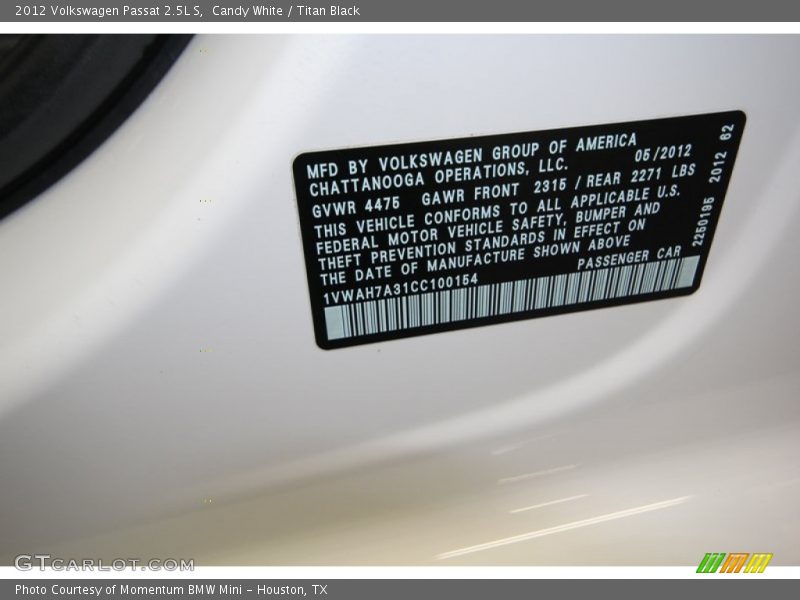 2012 Volkswagen Passat 2.5L S,  Candy White / Titan Black
MFD BY VOLKSWAGEN GROUP OF AMERICA
CHATTANOOGA OPERATIONS, LLC. 05/2012
GVWR 4475 GAWR FRONT 2315 / REAR 2271 LBS
THIS VEHICLE CONFORMS TO ALL APPLICABLE U.S.
FEDERAL MOTOR VEHICLE SAFETY, BUMPER AND
THEFT PREVENTION STANDARDS IN EFFECT ON
THE DATE OF MANUFACTURE SHOWN ABOVE
1VWAH7A31CC100154 PASSENGER CAR
2250195 2012 62
GTCARLOT.COM
Photo Courtesy of Momentum BMW Mini - Houston, TX